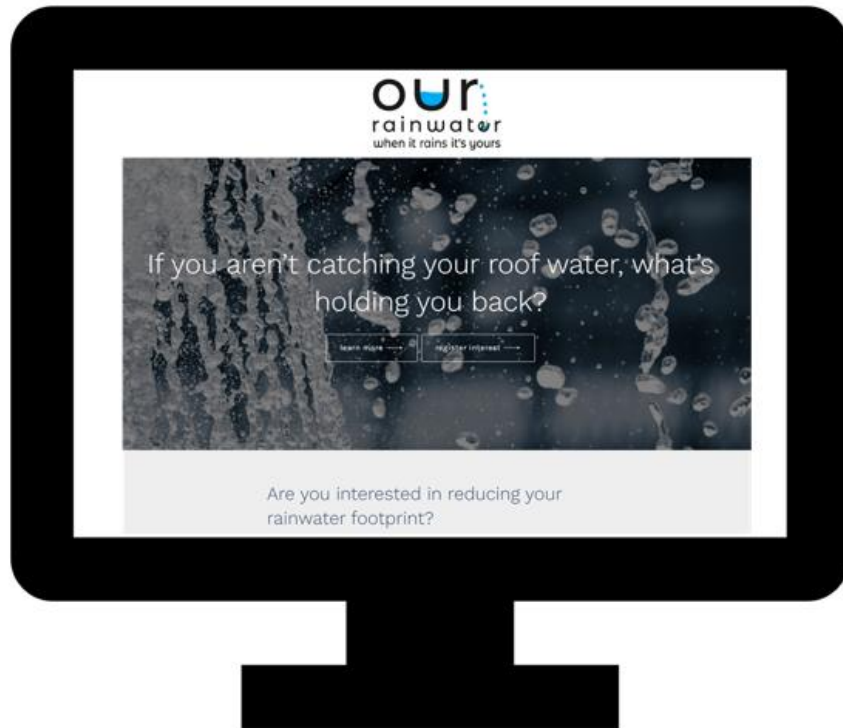 our
rainwater
when it rains it's yours
If you aren't catching your roof water, what's
holding you back?
learn more
register interest
Are you interested in reducing your
rainwater footprint?